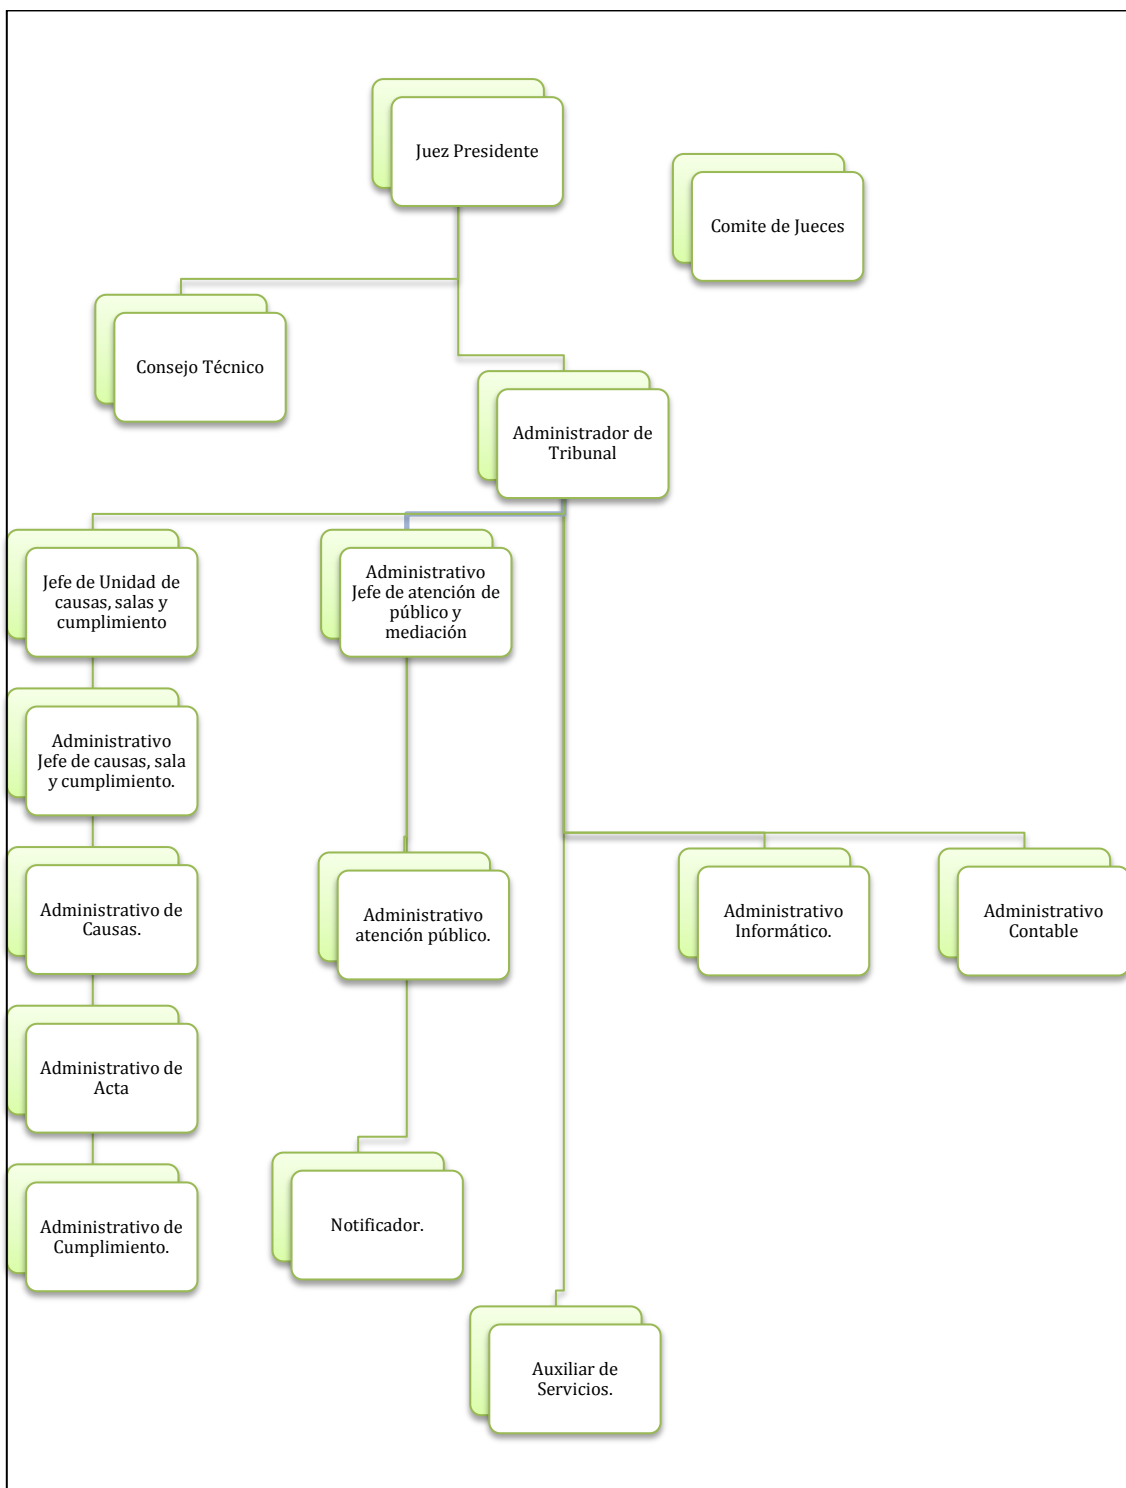 Juez Presidente
Comite de Jueces
Consejo Técnico
Administrador de
Tribunal
Jefe de Unidad de
causas, salas y
cumplimiento
Administrativo
Jefe de atención de
público y
mediación
Administrativo
Jefe de causas, sala
y cumplimiento.
Administrativo de
Causas.
Administrativo
atención público.
Administrativo
Informático.
Administrativo
Contable
Administrativo de
Acta
Administrativo de
Cumplimiento.
Notificador.
Auxiliar de
Servicios.